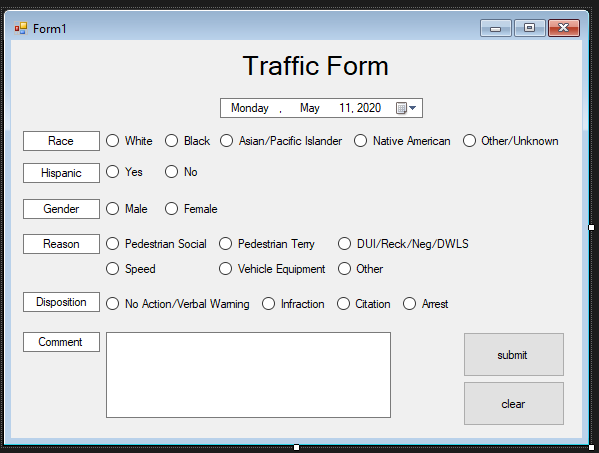 Form1
Traffic Form
Monday , May 11, 2020
Race White Black Asian/Pacific Islander Native American Other/Unknown
Hispanic Yes No
Gender Male Female
Reason Pedestrian Social Pedestrian Terry DUI/Reck/Neg/DWLS
Speed Vehicle Equipment Other
Disposition No Action/Verbal Warning Infraction Citation Arrest
Comment
submit
clear